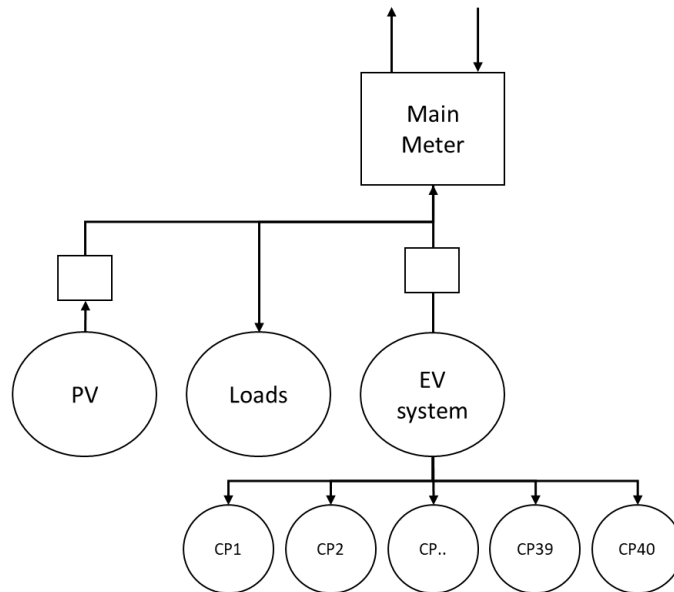 Main
Meter
PV
Loads
EV
system
CP1
CP2
CP..
CP39
CP40